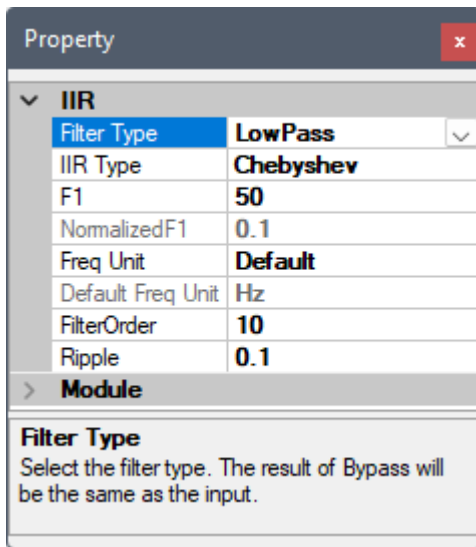 Property
x
IIR
Filter Type LowPass
IIR Type Chebyshev
F1 50
NormalizedF1 0.1
Freq Unit Default
Default Freq Unit Hz
FilterOrder 10
Ripple 0.1
Module
Filter Type
Select the filter type. The result of Bypass will
be the same as the input.